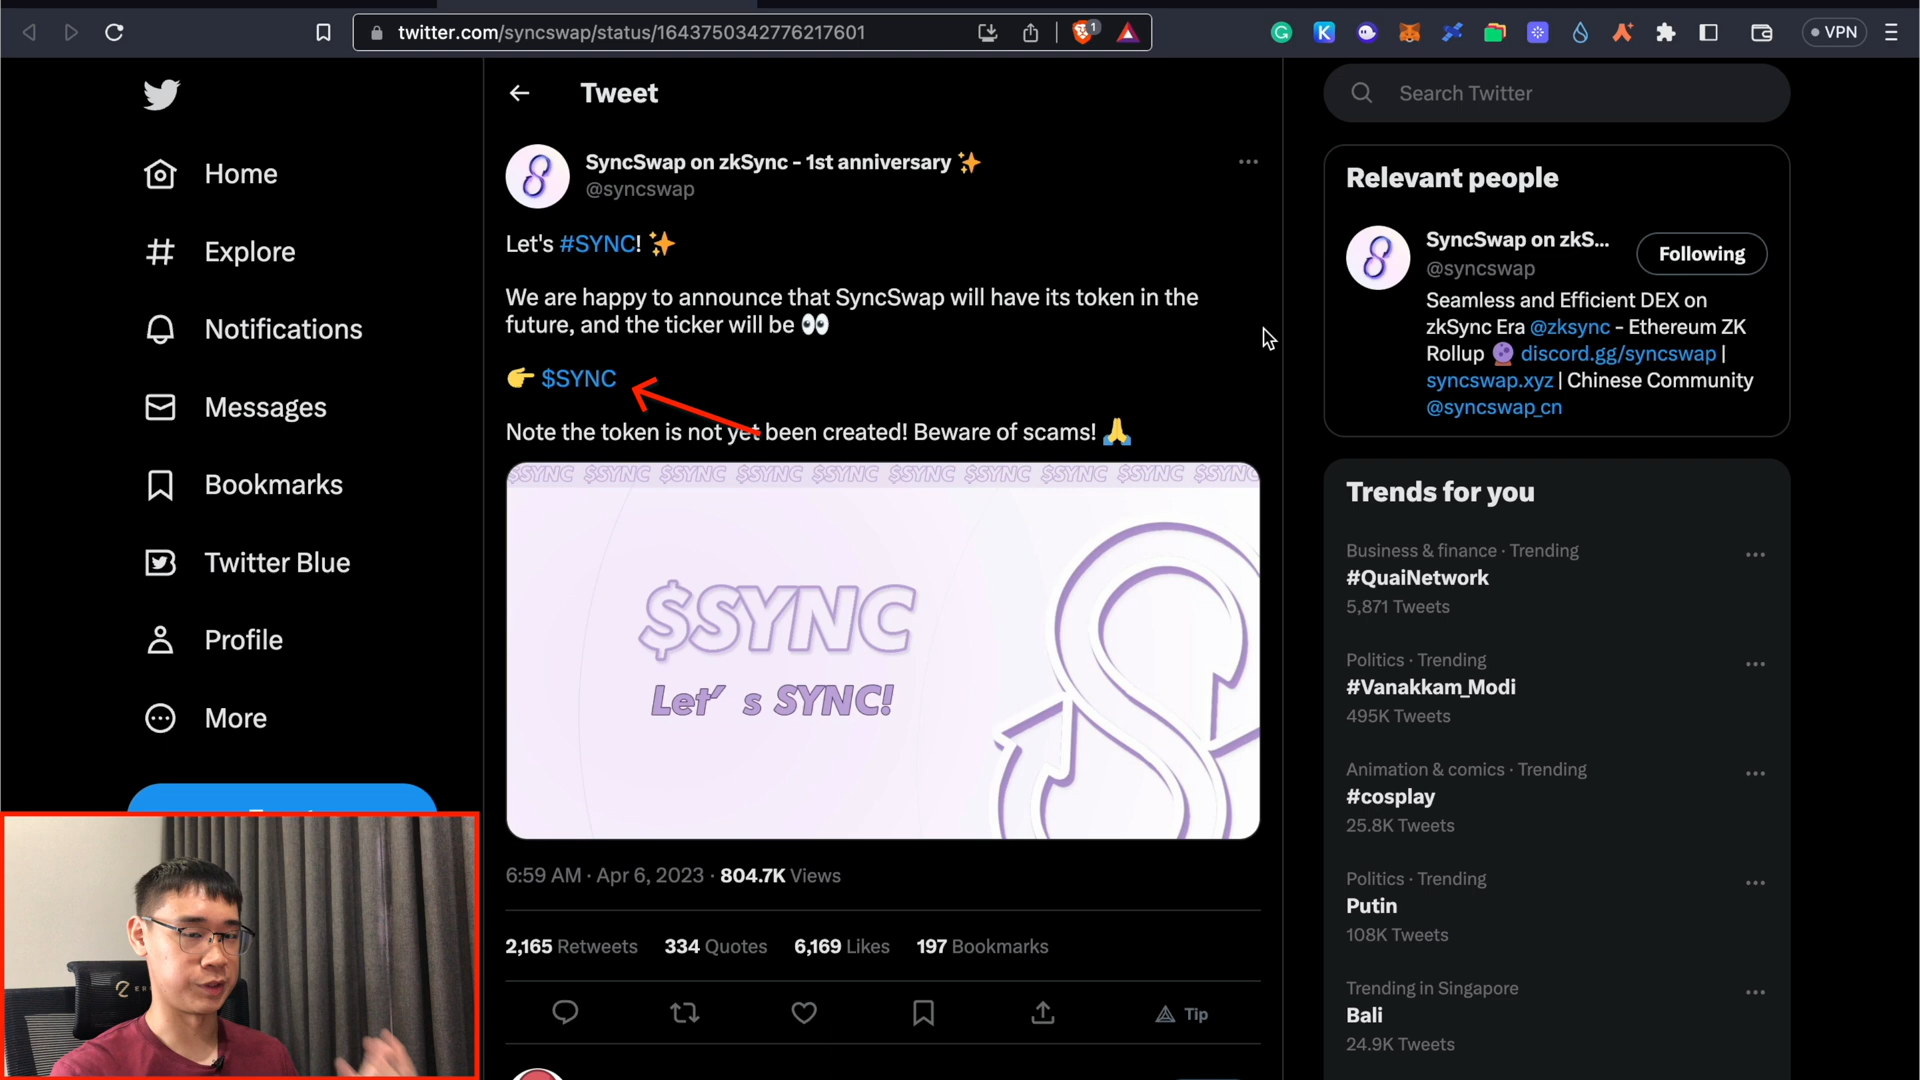 twitter.com/syncswap/status/1643750342776217601
1
VPN
Home
Explore
Notifications
Messages
Bookmarks
Twitter Blue
Profile
More
Tweet
SyncSwap on zkSync - 1st anniversary ✨
@syncswap
Let's #SYNC! ✨
We are happy to announce that SyncSwap will have its token in the
future, and the ticker will be 👀
👉 $SYNC
Note the token is not yet been created! Beware of scams! 🙏
$SYNC $SYNC $SYNC $SYNC $SYNC $SYNC $SYNC $SYNC $SYNC $SYNC
$SYNC
Let’ s SYNC!
6:59 AM · Apr 6, 2023 · 804.7K Views
2,165 Retweets 334 Quotes 6,169 Likes 197 Bookmarks
Tip
Search Twitter
Relevant people
SyncSwap on zkS...
@syncswap
Following
Seamless and Efficient DEX on
zkSync Era @zksync - Ethereum ZK
Rollup 🔮 discord.gg/syncswap |
syncswap.xyz | Chinese Community
@syncswap_cn
Trends for you
Business & finance · Trending
#QuaiNetwork
5,871 Tweets
Politics · Trending
#Vanakkam_Modi
495K Tweets
Animation & comics · Trending
#cosplay
25.8K Tweets
Politics · Trending
Putin
108K Tweets
Trending in Singapore
Bali
24.9K Tweets